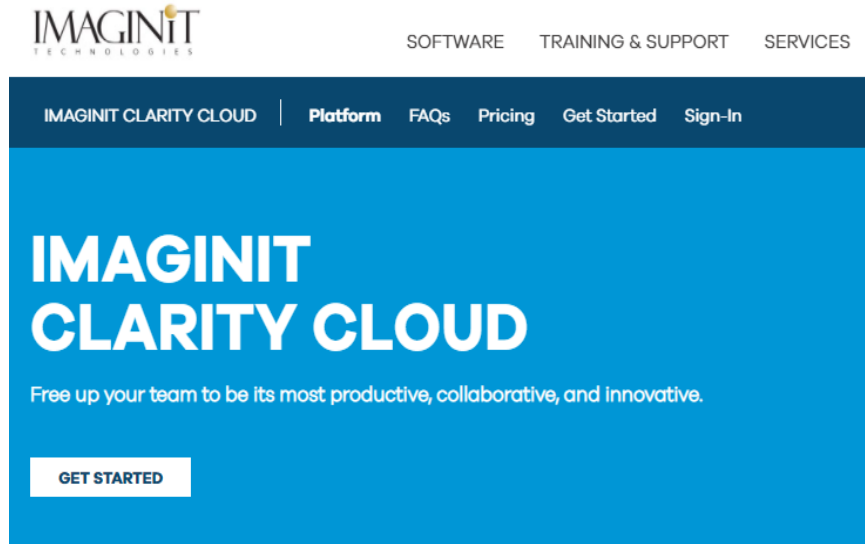 IMAGINiT
TECHNOLOGIES
SOFTWARE TRAINING & SUPPORT SERVICES
IMAGINIT CLARITY CLOUD Platform FAQs Pricing Get Started Sign-In
IMAGINIT
CLARITY CLOUD
Free up your team to be its most productive, collaborative, and innovative.
GET STARTED